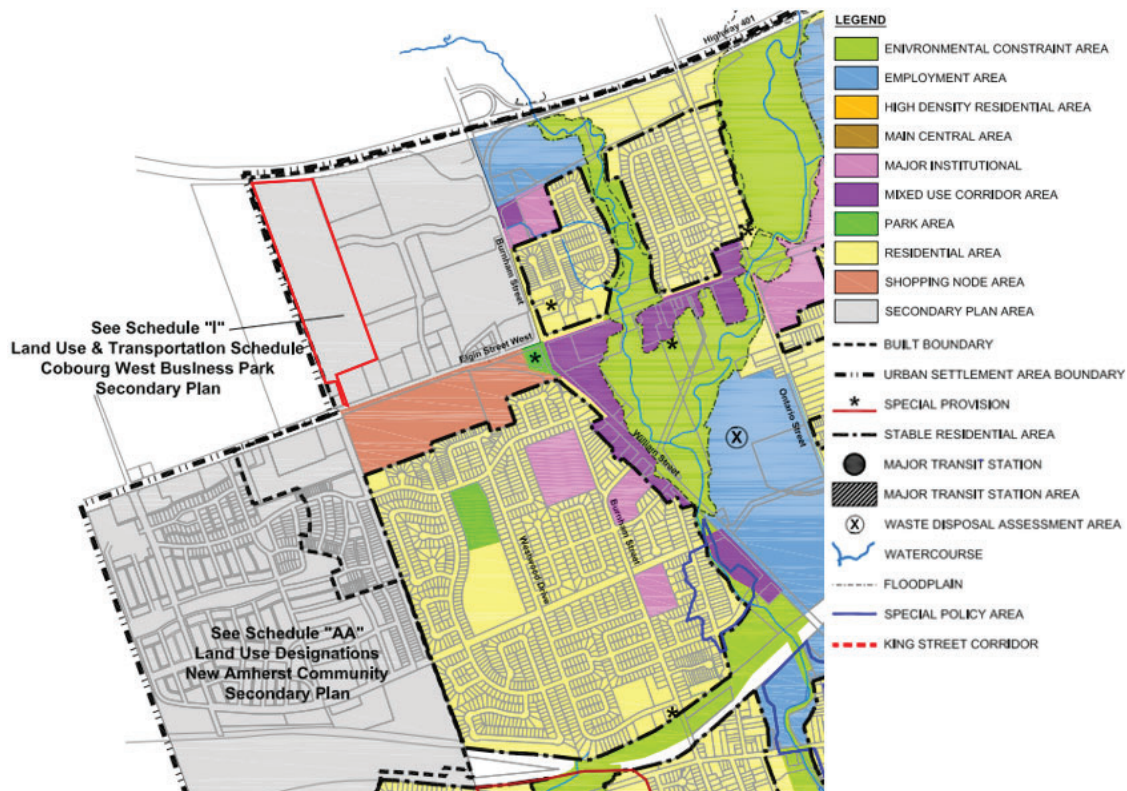 Highway 401
Burnham Street
Elgin Street West
See Schedule "I"
Land Use & Transportation Schedule
Cobourg West Business Park
Secondary Plan
William Street
Ontario Street
Burnham Street
Westwood Drive
See Schedule "AA"
Land Use Designations
New Amherst Community
Secondary Plan
*
*
*
*
*
X
LEGEND
ENIVRONMENTAL CONSTRAINT AREA
EMPLOYMENT AREA
HIGH DENSITY RESIDENTIAL AREA
MAIN CENTRAL AREA
MAJOR INSTITUTIONAL
MIXED USE CORRIDOR AREA
PARK AREA
RESIDENTIAL AREA
SHOPPING NODE AREA
SECONDARY PLAN AREA
BUILT BOUNDARY
URBAN SETTLEMENT AREA BOUNDARY
* SPECIAL PROVISION
STABLE RESIDENTIAL AREA
MAJOR TRANSIT STATION
MAJOR TRANSIT STATION AREA
X WASTE DISPOSAL ASSESSMENT AREA
WATERCOURSE
FLOODPLAIN
SPECIAL POLICY AREA
KING STREET CORRIDOR